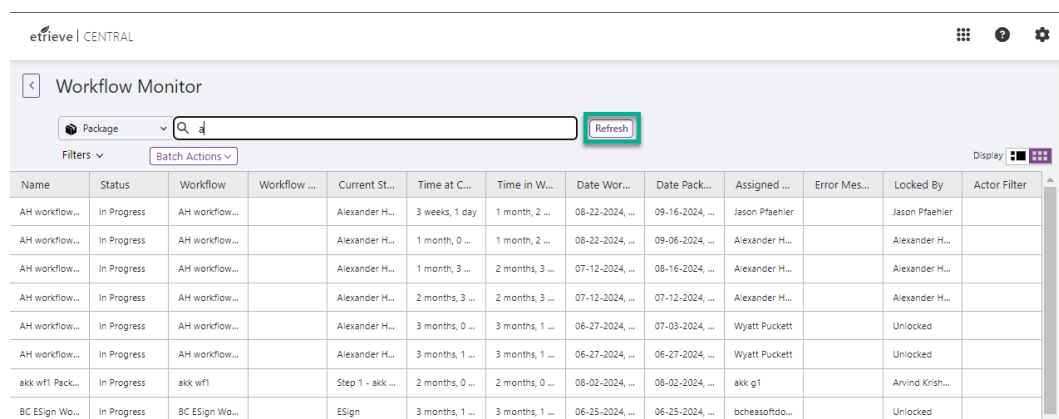 etrieve | CENTRAL
Workflow Monitor
Package a Refresh
Filters Batch Actions Display
Name Status Workflow Workflow ... Current St... Time at C... Time in W... Date Wor... Date Pack... Assigned ... Error Mes... Locked By Actor Filter
AH workflow... In Progress AH workflow... Alexander H... 3 weeks, 1 day 1 month, 2 ... 08-22-2024, ... 09-16-2024, ... Jason Pfaehler Jason Pfaehler
AH workflow... In Progress AH workflow... Alexander H... 1 month, 0 ... 1 month, 2 ... 08-22-2024, ... 09-06-2024, ... Alexander H... Alexander H...
AH workflow... In Progress AH workflow... Alexander H... 1 month, 3 ... 2 months, 3 ... 07-12-2024, ... 08-16-2024, ... Alexander H... Alexander H...
AH workflow... In Progress AH workflow... Alexander H... 2 months, 3 ... 2 months, 3 ... 07-12-2024, ... 07-12-2024, ... Alexander H... Alexander H...
AH workflow... In Progress AH workflow... Alexander H... 3 months, 0 ... 3 months, 1 ... 06-27-2024, ... 07-03-2024, ... Wyatt Puckett Unlocked
AH workflow... In Progress AH workflow... Alexander H... 3 months, 1 ... 3 months, 1 ... 06-27-2024, ... 06-27-2024, ... Wyatt Puckett Unlocked
akk wf1 Pack... In Progress akk wf1 Step 1 - akk ... 2 months, 0 ... 2 months, 0 ... 08-02-2024, ... 08-02-2024, ... akk g1 Arvind Krish...
BC ESign Wo... In Progress BC ESign Wo... ESign 3 months, 1 ... 3 months, 1 ... 06-25-2024, ... 06-25-2024, ... bcheasoftdo... Unlocked